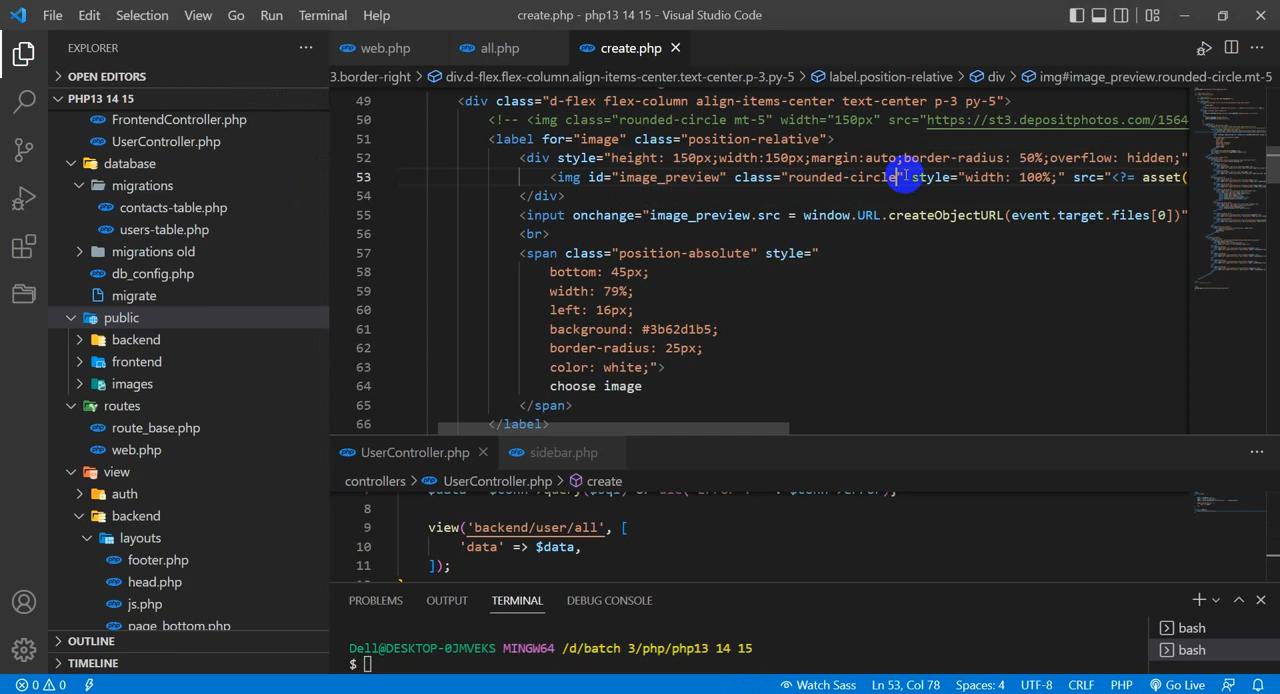 File Edit Selection View Go Run Terminal Help
create.php - php13 14 15 - Visual Studio Code
EXPLORER
OPEN EDITORS
PHP13 14 15
FrontendController.php
UserController.php
database
migrations
contacts-table.php
users-table.php
migrations old
db_config.php
migrate
public
backend
frontend
images
routes
route_base.php
web.php
view
auth
backend
layouts
footer.php
head.php
js.php
page_bottom.php
OUTLINE
TIMELINE
web.php all.php create.php
3.border-right > div.d-flex.flex-column.align-items-center.text-center.p-3.py-5 > label.position-relative > div > img#image_preview.rounded-circle.mt-5
49 <div class="d-flex flex-column align-items-center text-center p-3 py-5">
50 <!-- <img class="rounded-circle mt-5" width="150px" src="https://st3.depositphotos.com/1564
51 <label for="image" class="position-relative">
52 <div style="height: 150px;width:150px;margin:auto;border-radius: 50%;overflow: hidden;"
53 <img id="image_preview" class="rounded-circle" style="width: 100%;" src="<?= asset(
54 </div>
55 <input onchange="image_preview.src = window.URL.createObjectURL(event.target.files[0])"
56 <br>
57 <span class="position-absolute" style="
58 bottom: 45px;
59 width: 79%;
60 left: 16px;
61 background: #3b62d1b5;
62 border-radius: 25px;
63 color: white;">
64 choose image
65 </span>
66 </label>
UserController.php sidebar.php
controllers > UserController.php > create
8
9 view('backend/user/all', [
10 'data' => $data,
11 ]);
PROBLEMS OUTPUT TERMINAL DEBUG CONSOLE
Dell@DESKTOP-0JMVEKS MINGW64 /d/batch 3/php/php13 14 15
$
bash
bash
0 0 Watch Sass Ln 53, Col 78 Spaces: 4 UTF-8 CRLF PHP Go Live